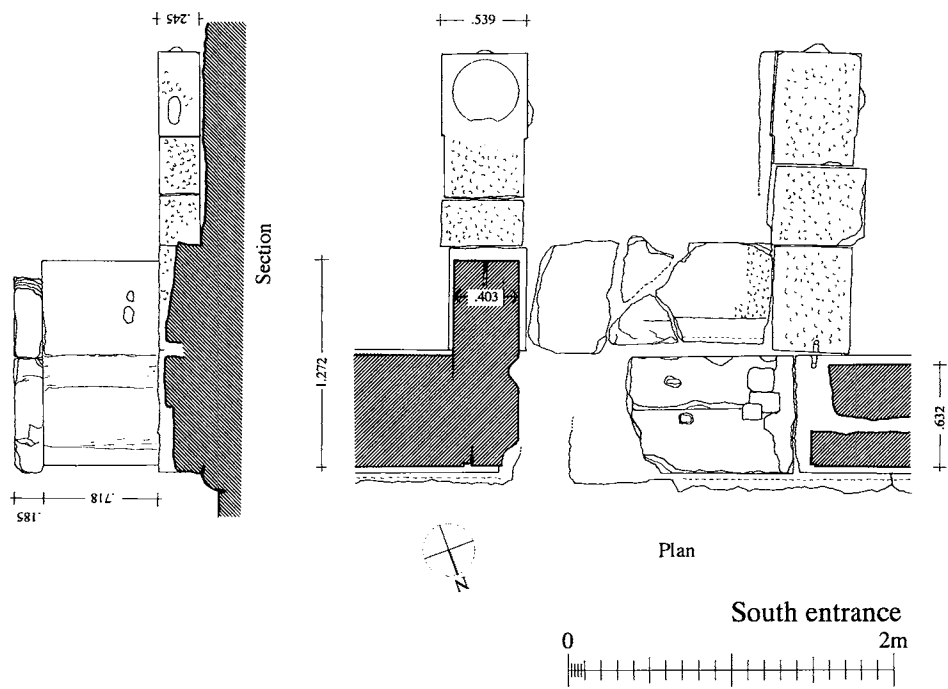 .245
.539
Section
.403
1.272
.632
.185
.718
N
Plan
South entrance
0
2m